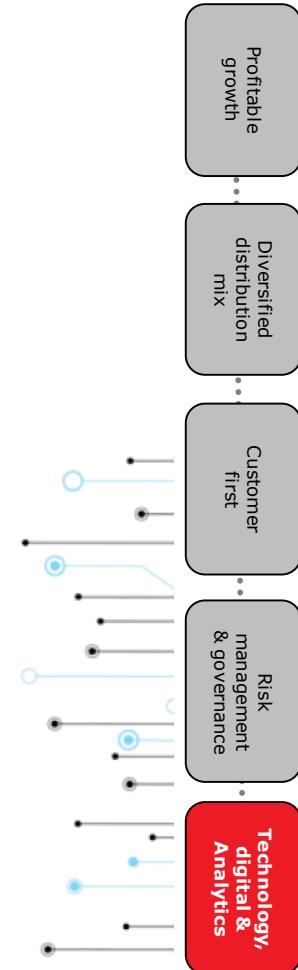 Profitable
growth
Diversified
distribution
mix
Customer
first
Risk
management
& governance
Technology,
digital &
Analytics